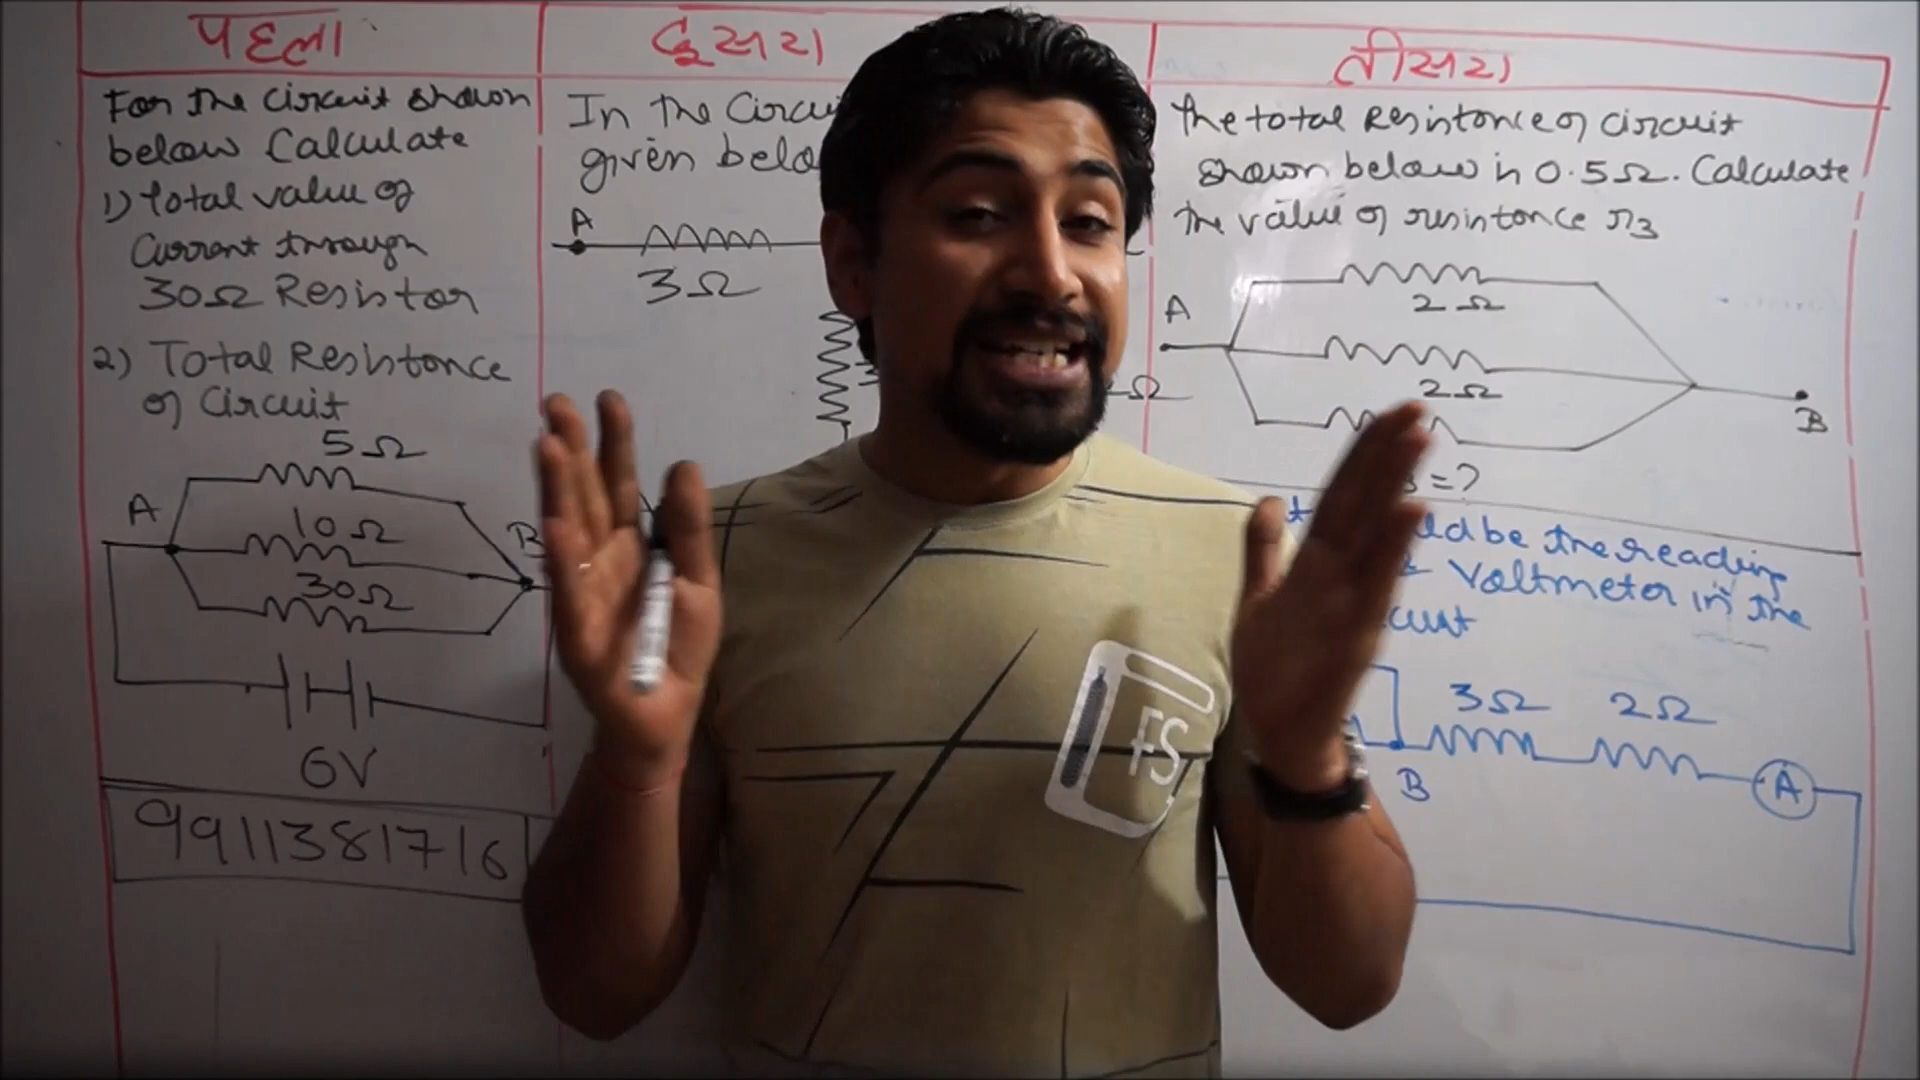 पहला
For the circuit shown
below Calculate
1) total value of
Current through
30Ω Resistor
2) Total Resistance
of Circuit
5Ω
A
10Ω
B
30Ω
6V
9911381716
दूसरा
In the Circui
given belo
A
3Ω
Ω
तीसरा
The total Resistance of circuit
shown below is 0.5Ω. Calculate
the value of resistance r3
2Ω
A
2Ω
B
=?
be the reading
Voltmeter in the
3Ω 2Ω
B
A
FS